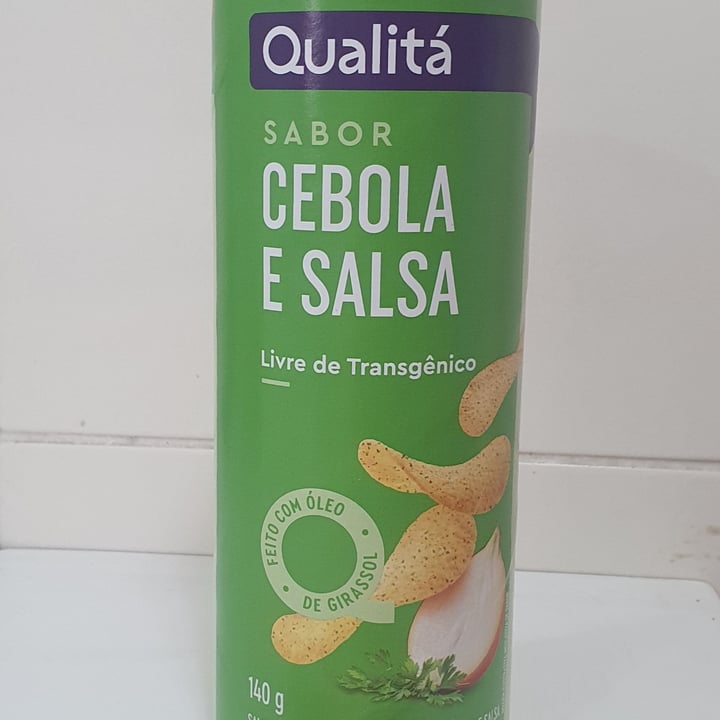 Qualitá
SABOR
CEBOLA
E SALSA
Livre de Transgênico
FEITO COM ÓLEO
DE GIRASSOL
140 g